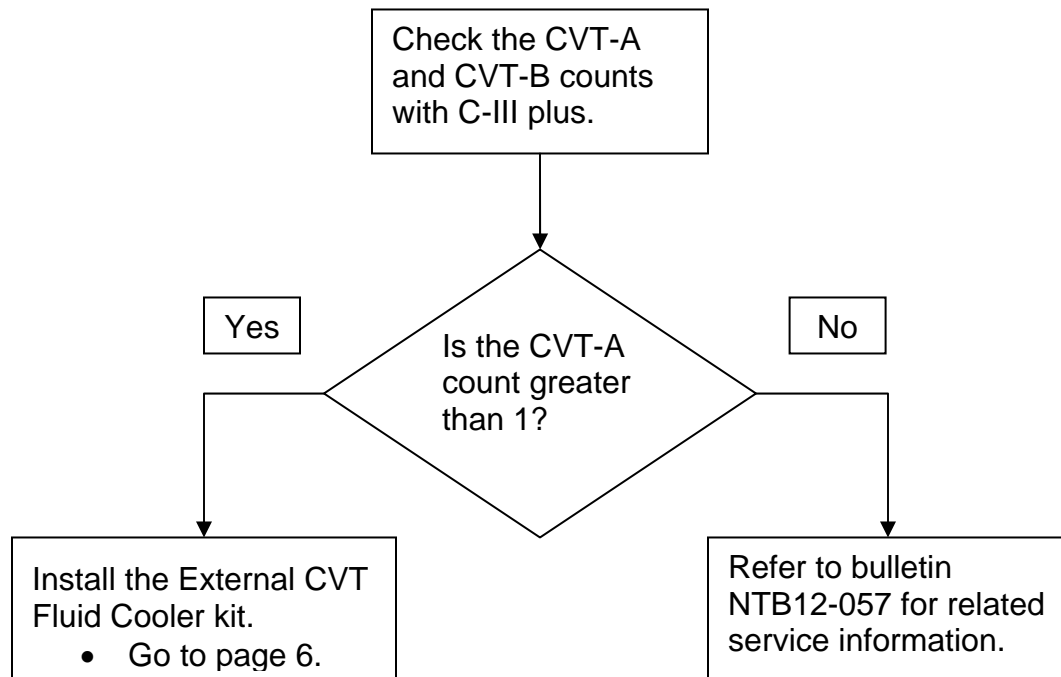 Check the CVT-A
and CVT-B counts
with C-III plus.
Yes
No
Is the CVT-A
count greater
than 1?
Install the External CVT
Fluid Cooler kit.
• Go to page 6.
Refer to bulletin
NTB12-057 for related
service information.